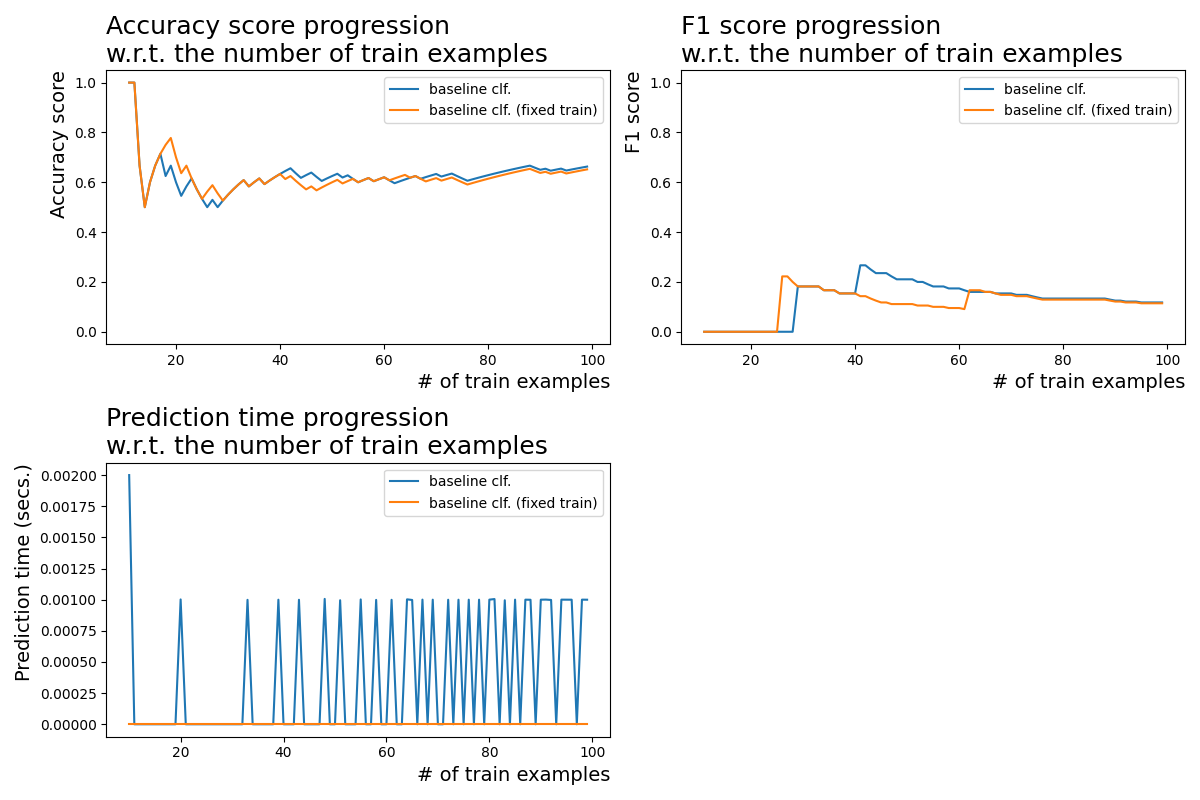 Accuracy score progression
w.r.t. the number of train examples
Accuracy score
1.0
0.8
0.6
0.4
0.2
0.0
20
40
60
80
100
# of train examples
baseline clf.
baseline clf. (fixed train)
F1 score progression
w.r.t. the number of train examples
F1 score
1.0
0.8
0.6
0.4
0.2
0.0
20
40
60
80
100
# of train examples
baseline clf.
baseline clf. (fixed train)
Prediction time progression
w.r.t. the number of train examples
Prediction time (secs.)
0.00200
0.00175
0.00150
0.00125
0.00100
0.00075
0.00050
0.00025
0.00000
20
40
60
80
100
# of train examples
baseline clf.
baseline clf. (fixed train)